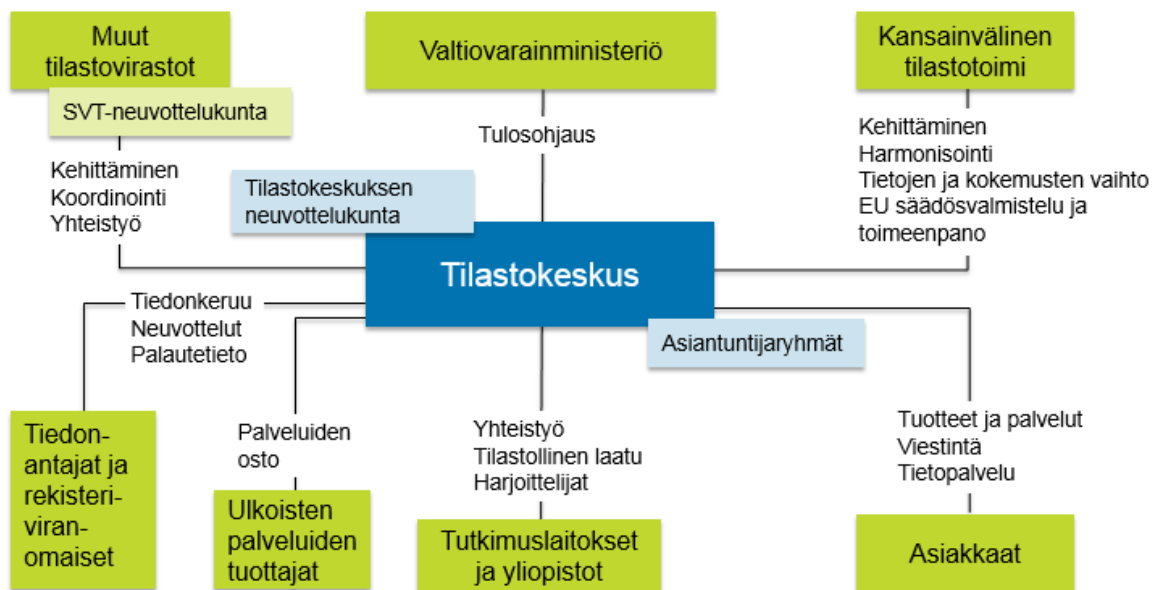 Muut
tilastovirastot
SVT-neuvottelukunta
Kehittäminen
Koordinointi
Yhteistyö
Valtiovarainministeriö
Tulosohjaus
Kansainvälinen
tilastotoimi
Kehittäminen
Harmonisointi
Tietojen ja kokemusten vaihto
EU säädösvalmistelu ja
toimeenpano
Tilastokeskuksen
neuvottelukunta
Tilastokeskus
Asiantuntijaryhmät
Tiedonkeruu
Neuvottelut
Palautetieto
Tiedon-
antajat ja
rekisteri-
viran-
omaiset
Palveluiden
osto
Ulkoisten
palveluiden
tuottajat
Yhteistyö
Tilastollinen laatu
Harjoittelijat
Tutkimuslaitokset
ja yliopistot
Tuotteet ja palvelut
Viestintä
Tietopalvelu
Asiakkaat